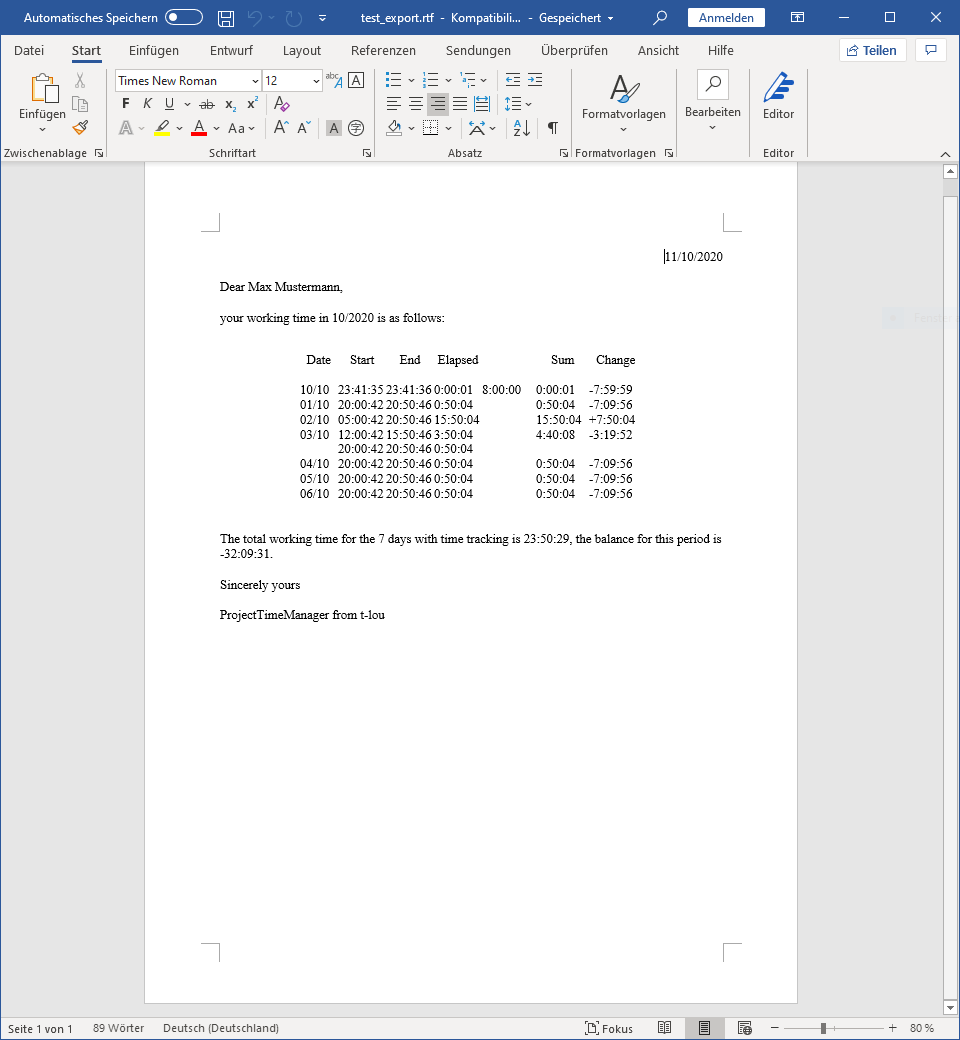 Automatisches Speichern test_export.rtf - Kompatibili... - Gespeichert Anmelden
Datei Start Einfügen Entwurf Layout Referenzen Sendungen Überprüfen Ansicht Hilfe Teilen
Times New Roman 12 abc A
Einfügen F K U ab x2 x2 A Formatvorlagen Bearbeiten Editor
A A Aa A A A 字 A Z ¶
Zwischenablage Schriftart Absatz Formatvorlagen Editor
11/10/2020
Dear Max Mustermann,
your working time in 10/2020 is as follows:
Date Start End Elapsed Sum Change
10/10 23:41:35 23:41:36 0:00:01 8:00:00 0:00:01 -7:59:59
01/10 20:00:42 20:50:46 0:50:04 0:50:04 -7:09:56
02/10 05:00:42 20:50:46 15:50:04 15:50:04 +7:50:04
03/10 12:00:42 15:50:46 3:50:04 4:40:08 -3:19:52
20:00:42 20:50:46 0:50:04
04/10 20:00:42 20:50:46 0:50:04 0:50:04 -7:09:56
05/10 20:00:42 20:50:46 0:50:04 0:50:04 -7:09:56
06/10 20:00:42 20:50:46 0:50:04 0:50:04 -7:09:56
The total working time for the 7 days with time tracking is 23:50:29, the balance for this period is
-32:09:31.
Sincerely yours
ProjectTimeManager from t-lou
Seite 1 von 1 89 Wörter Deutsch (Deutschland) Fokus 80 %